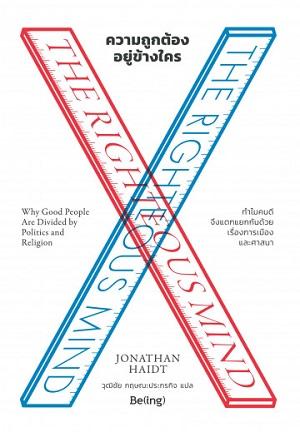 ความถูกต้อง
อยู่ข้างใคร
THE RIGHTEOUS MIND
THE RIGHTEOUS MIND
Why Good People
Are Divided by
Politics and
Religion
ทำไมคนดี
จึงแตกแยกกันด้วย
เรื่องการเมือง
และศาสนา
JONATHAN
HAIDT
วุฒิชัย กฤษณะประกรกิจ แปล
Be(ing)